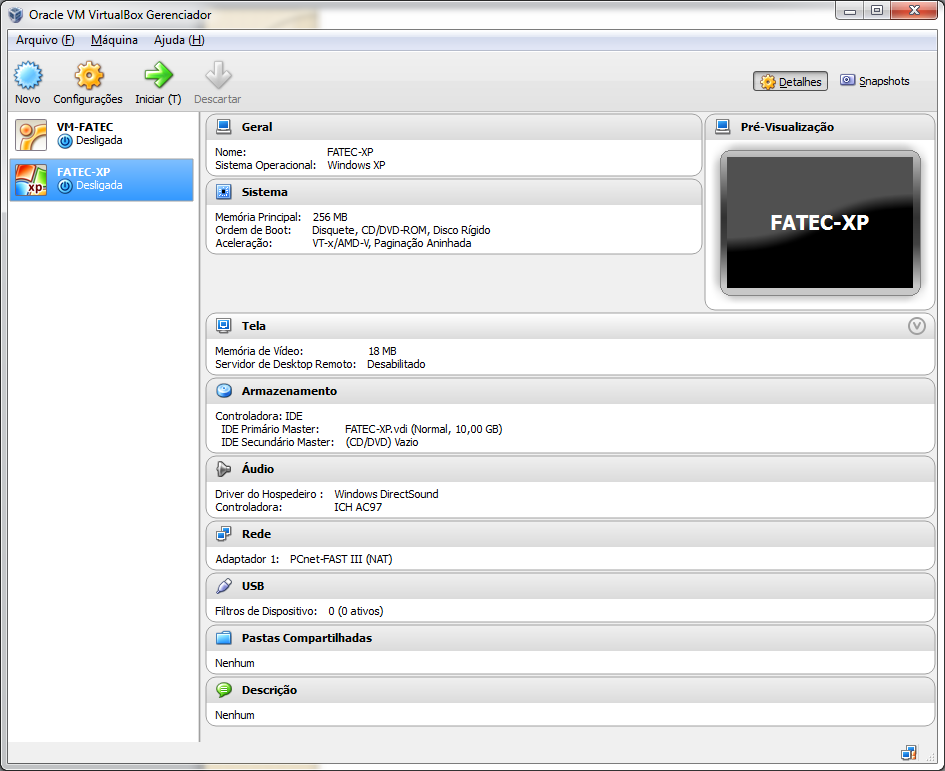 Oracle VM VirtualBox Gerenciador
Arquivo (F) Máquina Ajuda (H)
Novo Configurações Iniciar (T) Descartar Detalhes Snapshots
VM-FATEC
Desligada
xp
FATEC-XP
Desligada
Geral
Nome: FATEC-XP
Sistema Operacional: Windows XP
Sistema
Memória Principal: 256 MB
Ordem de Boot: Disquete, CD/DVD-ROM, Disco Rígido
Aceleração: VT-x/AMD-V, Paginação Aninhada
Pré-Visualização
FATEC-XP
Tela
Memória de Vídeo: 18 MB
Servidor de Desktop Remoto: Desabilitado
Armazenamento
Controladora: IDE
IDE Primário Master: FATEC-XP.vdi (Normal, 10,00 GB)
IDE Secundário Master: (CD/DVD) Vazio
Áudio
Driver do Hospedeiro : Windows DirectSound
Controladora: ICH AC97
Rede
Adaptador 1: PCnet-FAST III (NAT)
USB
Filtros de Dispositivo: 0 (0 ativos)
Pastas Compartilhadas
Nenhum
Descrição
Nenhum